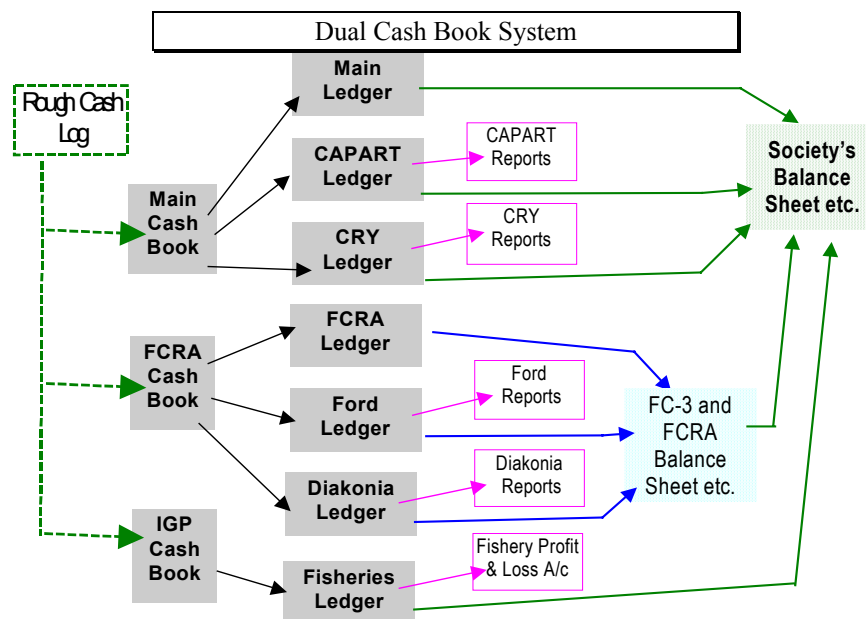 Dual Cash Book System
Rough Cash
Log
Main
Ledger
CAPART
Ledger
CAPART
Reports
Society's
Balance
Sheet etc.
Main
Cash
Book
CRY
Ledger
CRY
Reports
FCRA
Cash
Book
FCRA
Ledger
Ford
Ledger
Ford
Reports
FC-3 and
FCRA
Balance
Sheet etc.
Diakonia
Ledger
Diakonia
Reports
IGP
Cash
Book
Fisheries
Ledger
Fishery Profit
& Loss A/c